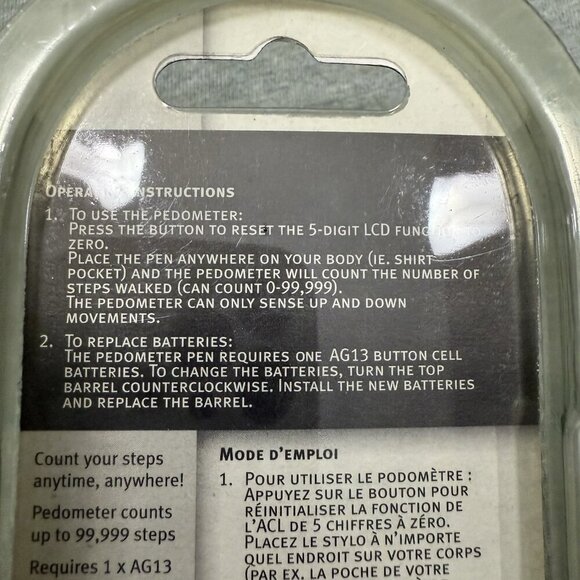 Operating Instructions
1. To use the pedometer:
Press the button to reset the 5-digit LCD function to
zero.
Place the pen anywhere on your body (ie. shirt
pocket) and the pedometer will count the number of
steps walked (can count 0-99,999).
The pedometer can only sense up and down
movements.
2. To replace batteries:
The pedometer pen requires one AG13 button cell
batteries. To change the batteries, turn the top
barrel counterclockwise. Install the new batteries
and replace the barrel.
Count your steps
anytime, anywhere!
Pedometer counts
up to 99,999 steps
Requires 1 x AG13
Mode d'emploi
1. Pour utiliser le podomètre :
Appuyez sur le bouton pour
réinitialiser la fonction de
l'ACL de 5 chiffres à zéro.
Placez le stylo à n'importe
quel endroit sur votre corps
(par ex. la poche de votre